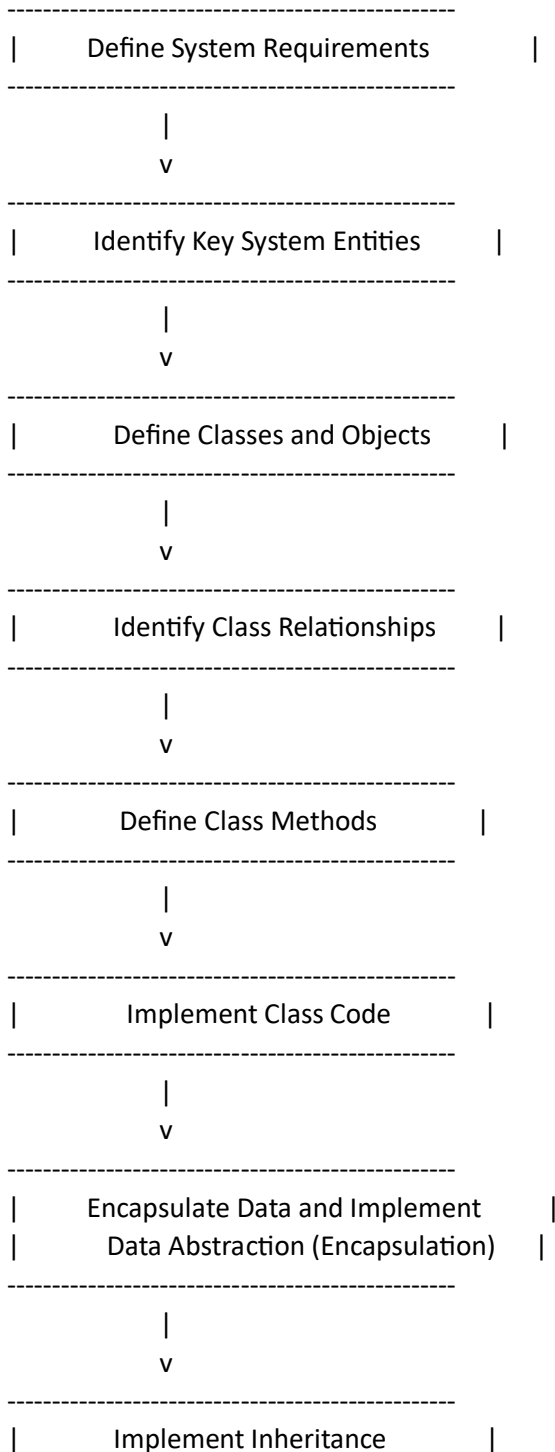 --------------------------------------------------
| Define System Requirements |
--------------------------------------------------
|
v
--------------------------------------------------
| Identify Key System Entities |
--------------------------------------------------
|
v
--------------------------------------------------
| Define Classes and Objects |
--------------------------------------------------
|
v
--------------------------------------------------
| Identify Class Relationships |
--------------------------------------------------
|
v
--------------------------------------------------
| Define Class Methods |
--------------------------------------------------
|
v
--------------------------------------------------
| Implement Class Code |
--------------------------------------------------
|
v
--------------------------------------------------
| Encapsulate Data and Implement |
| Data Abstraction (Encapsulation) |
--------------------------------------------------
|
v
--------------------------------------------------
| Implement Inheritance |